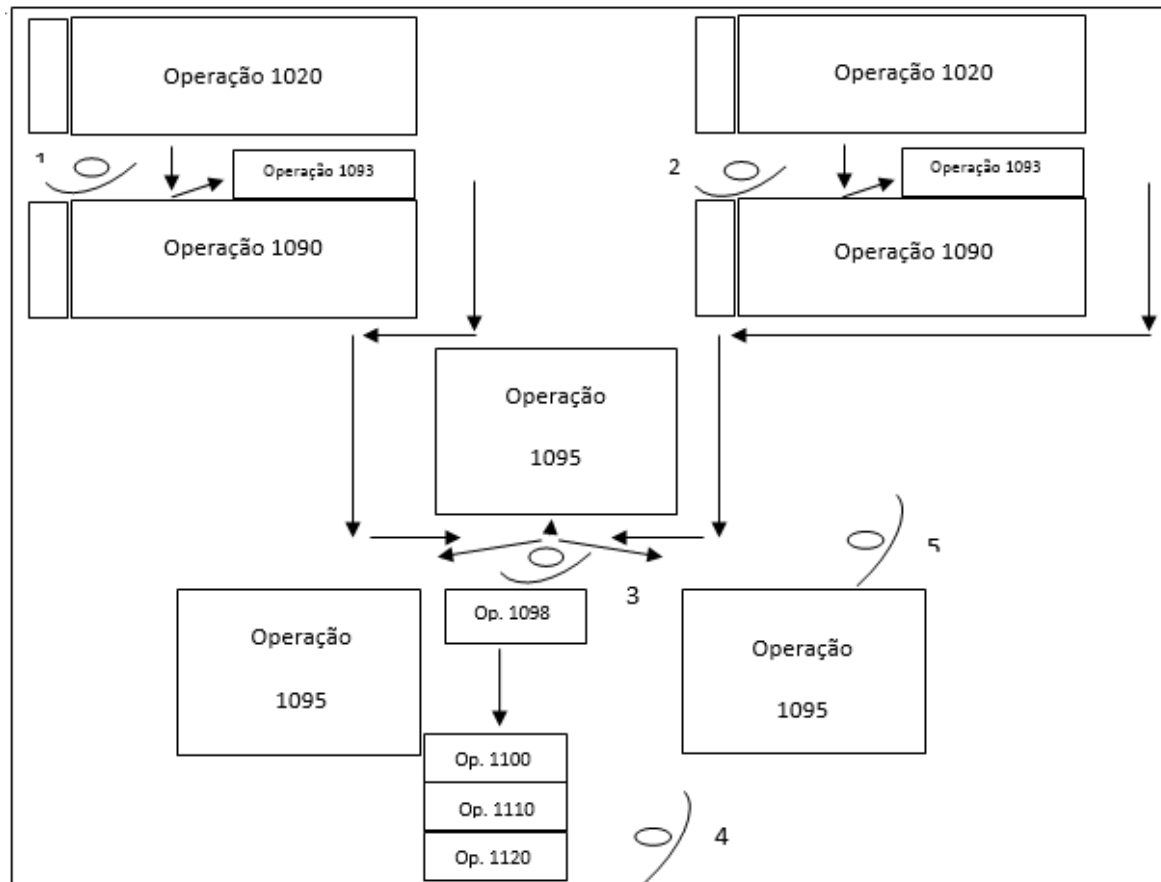 Operação 1020
Operação 1020
1
Operação 1093
2
Operação 1093
Operação 1090
Operação 1090
Operação
1095
5
3
Op. 1098
Operação
1095
Operação
1095
Op. 1100
Op. 1110
Op. 1120
4